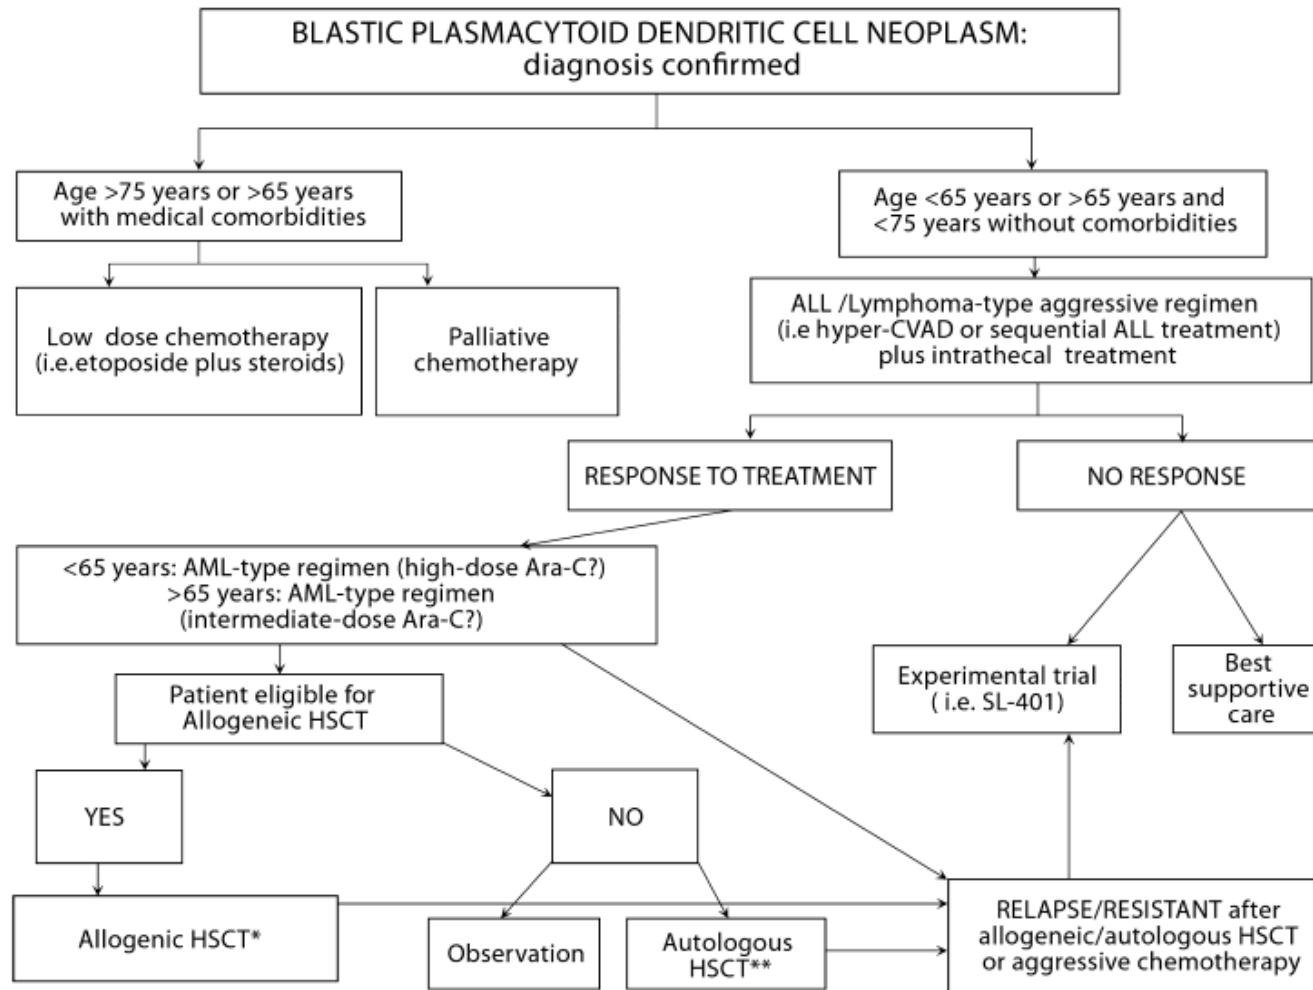 BLASTIC PLASMACYTOID DENDRITIC CELL NEOPLASM:
diagnosis confirmed
Age >75 years or >65 years
with medical comorbidities
Age <65 years or >65 years and
<75 years without comorbidities
Low dose chemotherapy
(i.e.etoposide plus steroids)
Palliative
chemotherapy
ALL /Lymphoma-type aggressive regimen
(i.e hyper-CVAD or sequential ALL treatment)
plus intrathecal treatment
RESPONSE TO TREATMENT
NO RESPONSE
<65 years: AML-type regimen (high-dose Ara-C?)
>65 years: AML-type regimen
(intermediate-dose Ara-C?)
Experimental trial
( i.e. SL-401)
Best
supportive
care
Patient eligible for
Allogeneic HSCT
YES
NO
Allogenic HSCT*
Observation
Autologous
HSCT**
RELAPSE/RESISTANT after
allogeneic/autologous HSCT
or aggressive chemotherapy